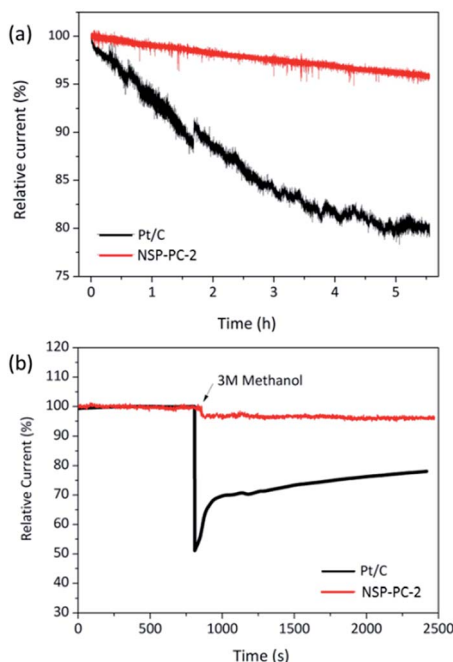 (a)
100
95
90
85
80
75
Relative current (%)
Pt/C
NSP-PC-2
0 1 2 3 4 5
Time (h)
(b)
120
110
100
90
80
70
60
50
40
30
Relative Current (%)
3M Methanol
Pt/C
NSP-PC-2
0 500 1000 1500 2000 2500
Time (s)